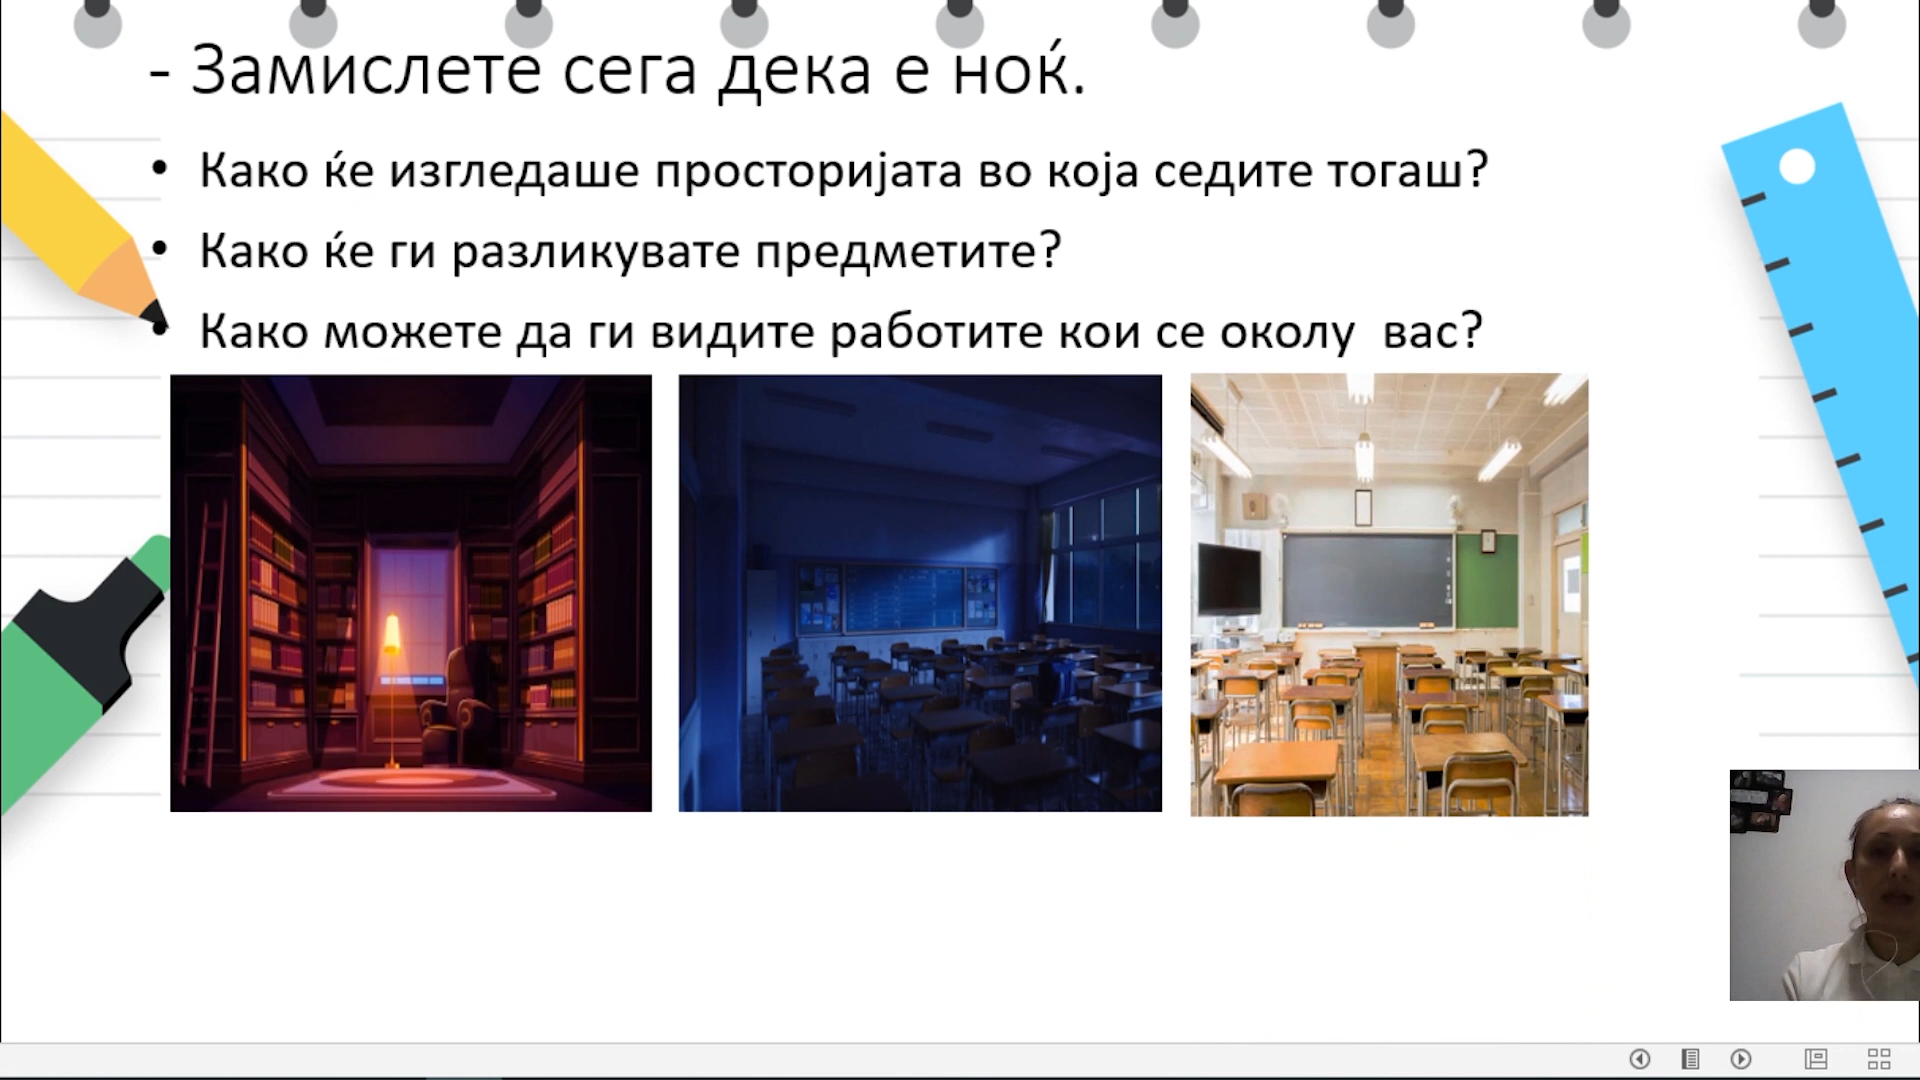 - Замислете сега дека е ноќ.
• Како ќе изгледаше просторијата во која седите тогаш?
• Како ќе ги разликувате предметите?
• Како можете да ги видите работите кои се околу вас?